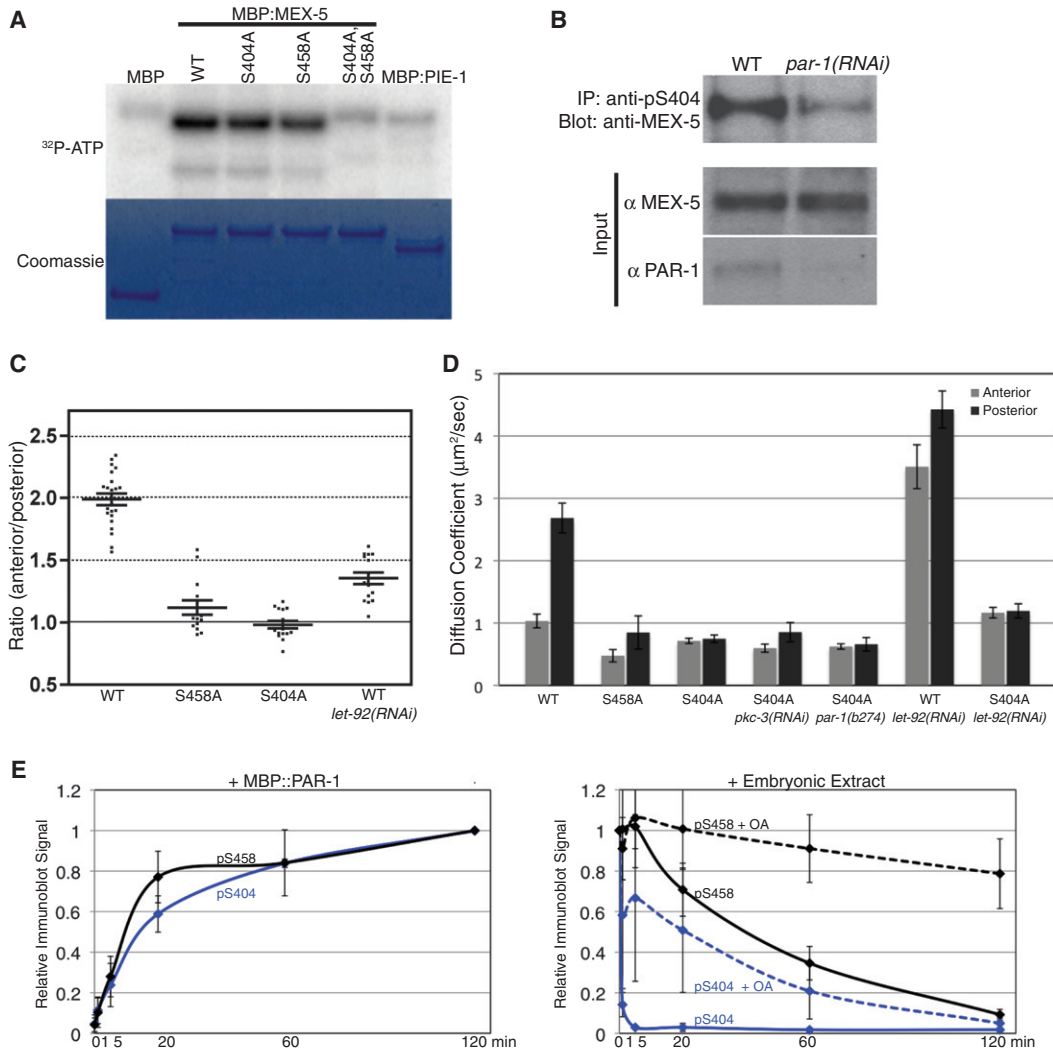 A
MBP:MEX-5
MBP
WT
S404A
S458A
S404A,
S458A
MBP:PIE-1
32P-ATP
Coomassie
B
WT par-1(RNAi)
IP: anti-pS404
Blot: anti-MEX-5
Input
α MEX-5
α PAR-1
C
Ratio (anterior/posterior)
2.5
2.0
1.5
1.0
0.5
WT S458A S404A WT
let-92(RNAi)
D
Diffusion Coefficient (μm²/sec)
5
4
3
2
1
0
Anterior
Posterior
WT S458A S404A S404A S404A WT S404A
pkc-3(RNAi) par-1(b274) let-92(RNAi) let-92(RNAi)
E
+ MBP::PAR-1
Relative Immunoblot Signal
1.2
1
0.8
0.6
0.4
0.2
0
pS458
pS404
0 1 5 20 60 120 min
+ Embryonic Extract
Relative Immunoblot Signal
1.2
1
0.8
0.6
0.4
0.2
0
pS458 + OA
pS458
pS404 + OA
pS404
0 1 5 20 60 120 min